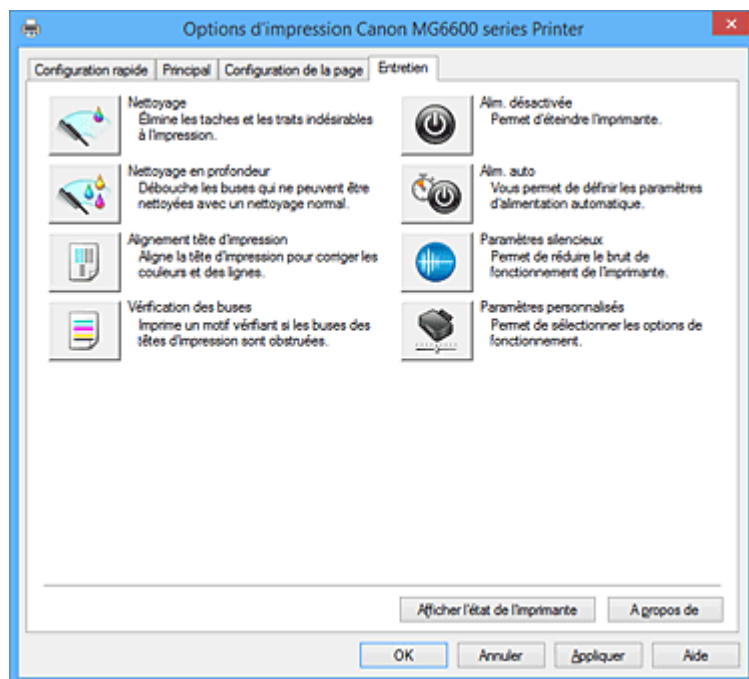 Options d'impression Canon MG6600 series Printer
Configuration rapide Principal Configuration de la page Entretien
Nettoyage
Élimine les taches et les traits indésirables
à l'impression.
Nettoyage en profondeur
Débouche les buses qui ne peuvent être
nettoyées avec un nettoyage normal.
Alignement tête d'impression
Aligne la tête d'impression pour corriger les
couleurs et des lignes.
Vérification des buses
Imprime un motif vérifiant si les buses des
têtes d'impression sont obstruées.
Alim. désactivée
Permet d'éteindre l'imprimante.
Alim. auto
Vous permet de définir les paramètres
d'alimentation automatique.
Paramètres silencieux
Permet de réduire le bruit de
fonctionnement de l'imprimante.
Paramètres personnalisés
Permet de sélectionner les options de
fonctionnement.
Afficher l'état de l'imprimante A propos de
OK Annuler Appliquer Aide